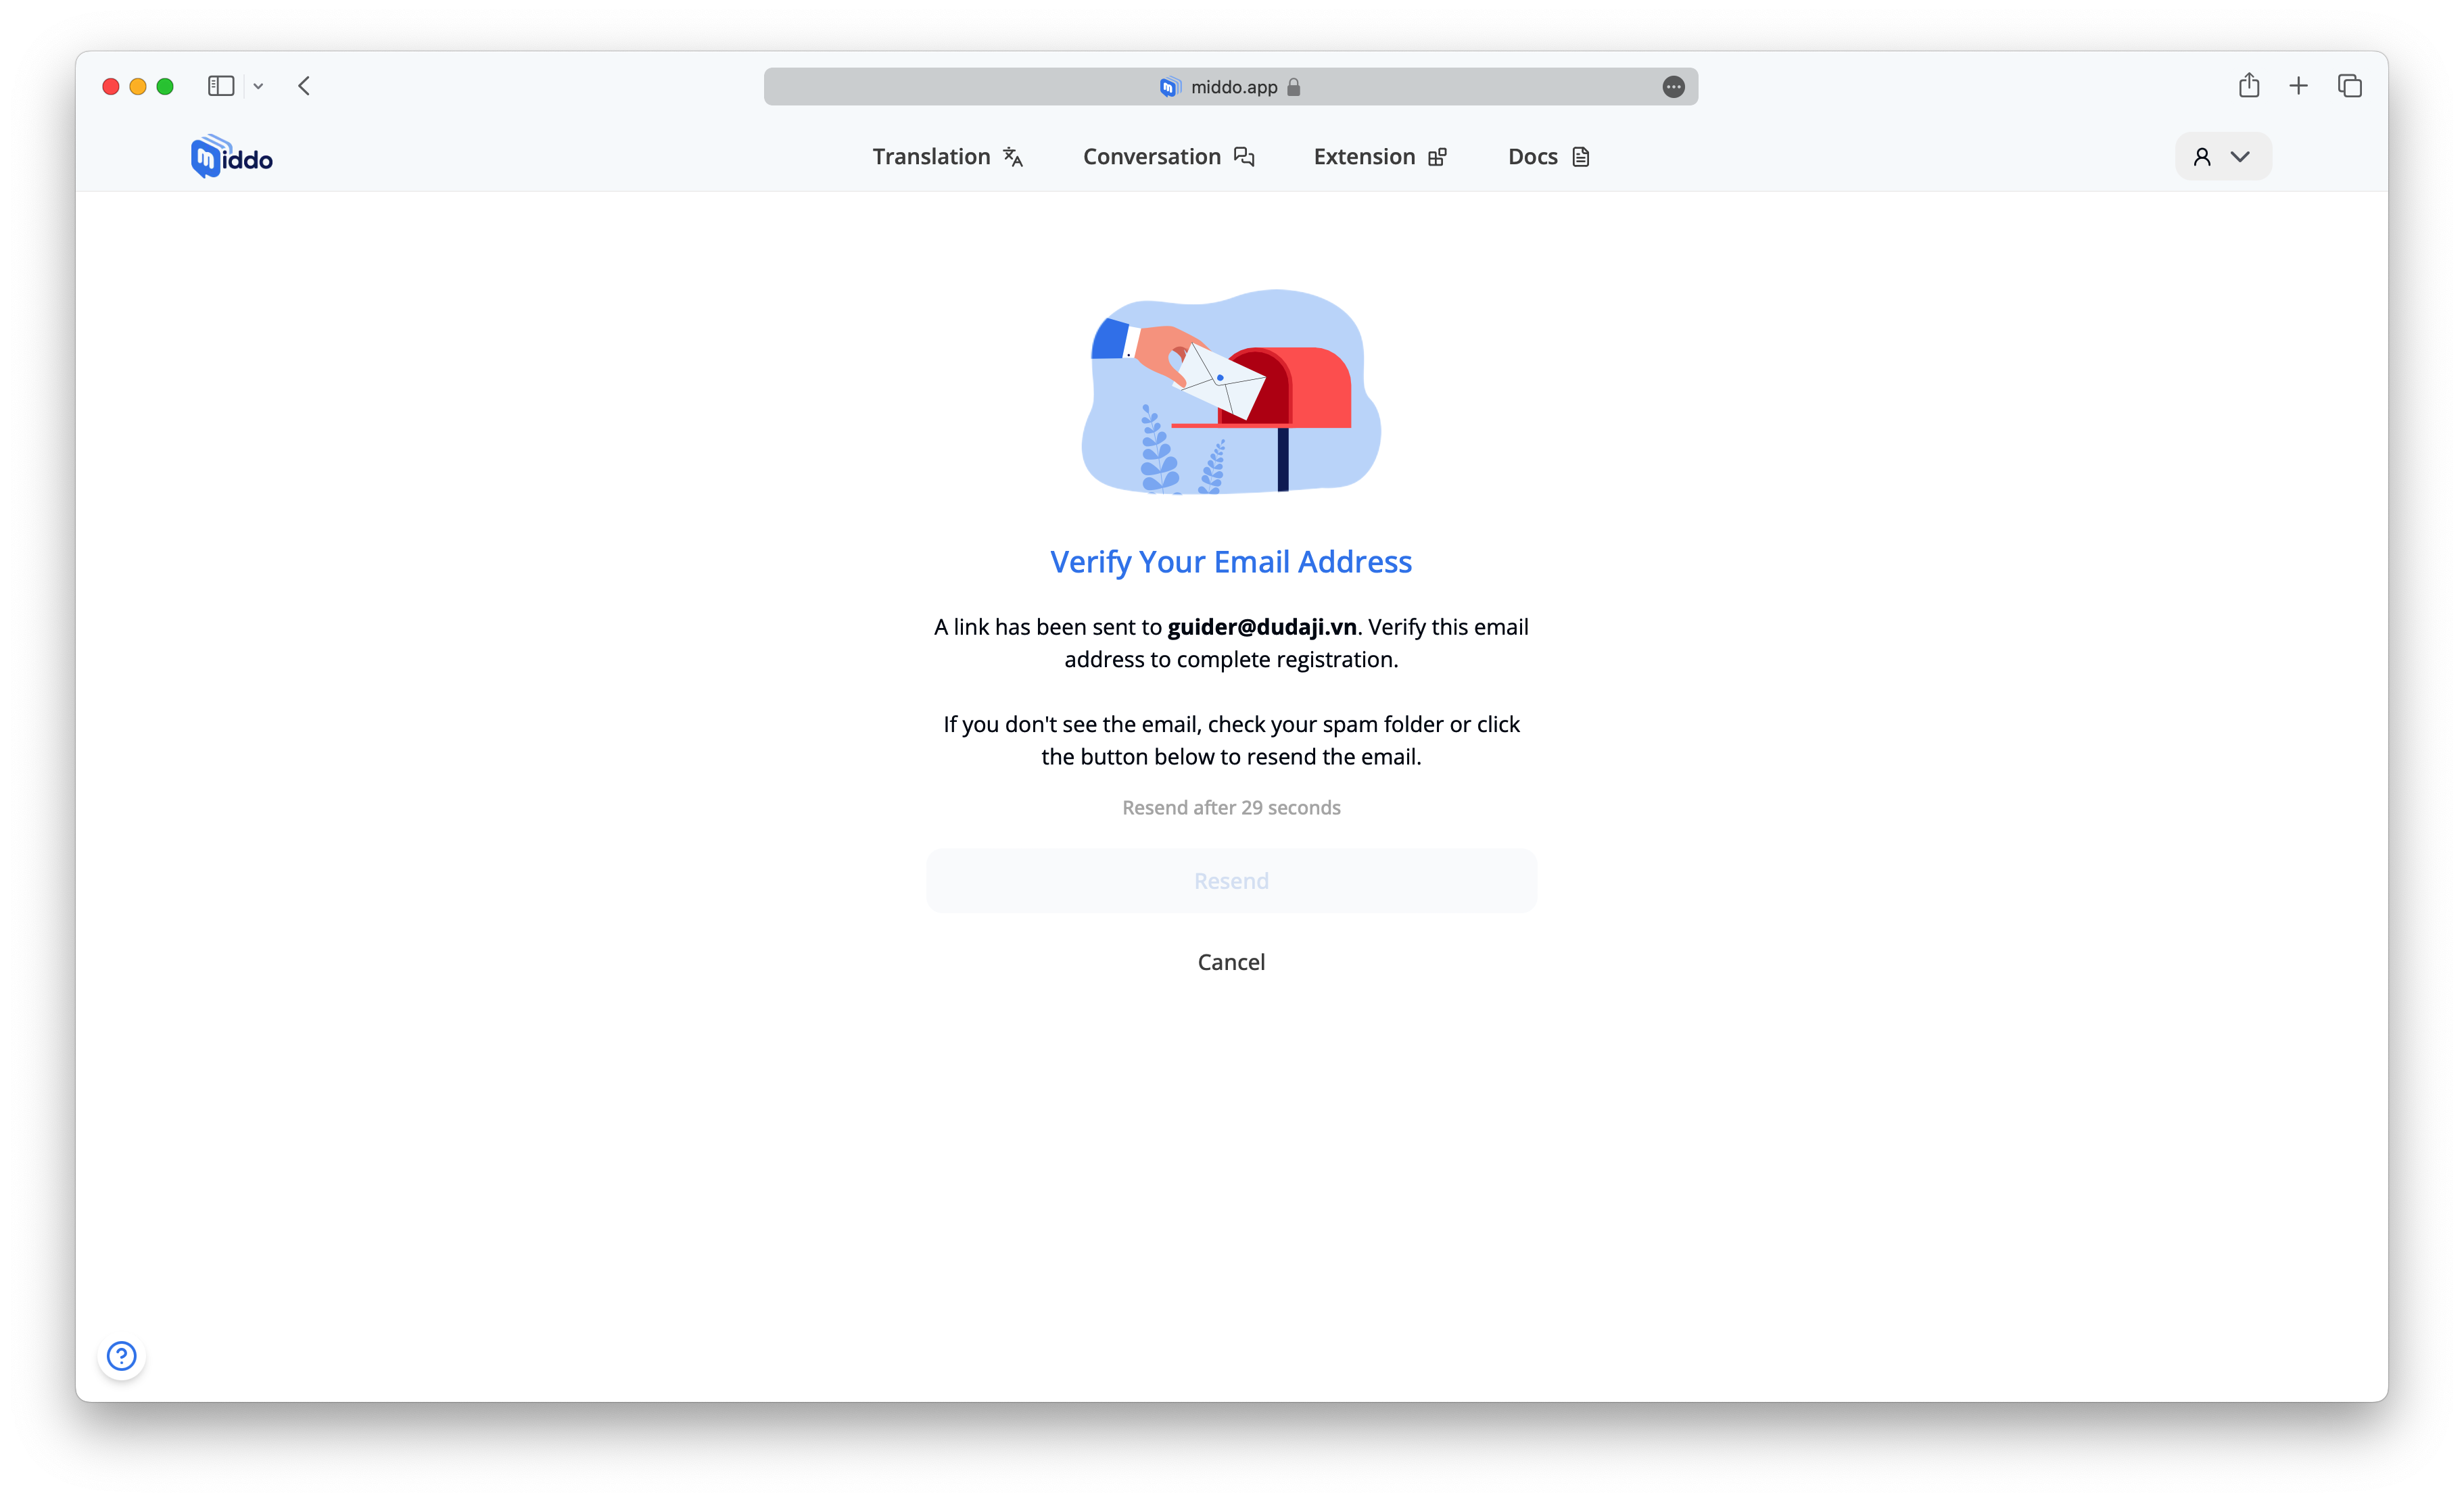 middo.app
middo
Translation
Conversation
Extension
Docs
Verify Your Email Address
A link has been sent to guider@dudaji.vn. Verify this email
address to complete registration.
If you don't see the email, check your spam folder or click
the button below to resend the email.
Resend after 29 seconds
Resend
Cancel